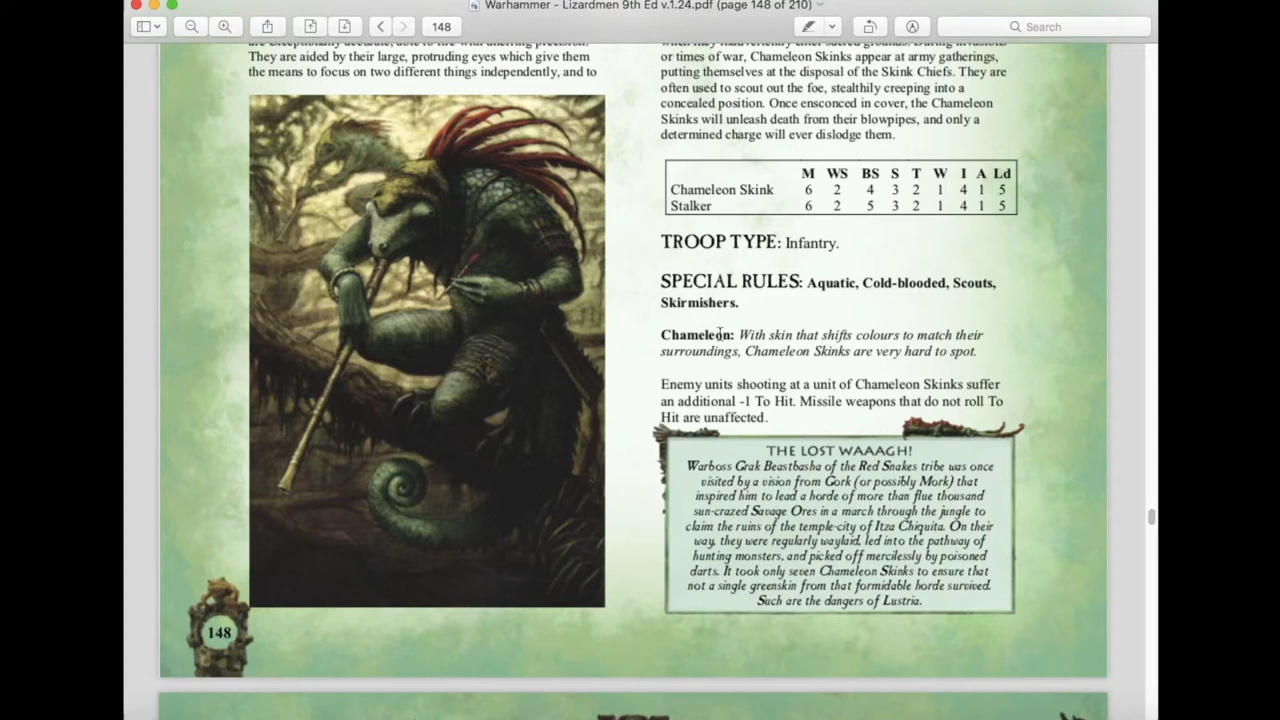 Warhammer - Lizardmen 9th Ed v.1.24.pdf (page 148 of 210)
148
Search
are exceptionally accurate, able to fire with unerring precision.
They are aided by their large, protruding eyes which give them
the means to focus on two different things independently, and to
when they inadvertently enter sacred grounds. During invasions
or times of war, Chameleon Skinks appear at army gatherings,
putting themselves at the disposal of the Skink Chiefs. They are
often used to scout out the foe, stealthily creeping into a
concealed position. Once ensconced in cover, the Chameleon
Skinks will unleash death from their blowpipes, and only a
determined charge will ever dislodge them.
M WS BS S T W I A Ld
Chameleon Skink 6 2 4 3 2 1 4 1 5
Stalker 6 2 5 3 2 1 4 1 5
TROOP TYPE: Infantry.
SPECIAL RULES: Aquatic, Cold-blooded, Scouts,
Skirmishers.
Chameleon: With skin that shifts colours to match their
surroundings, Chameleon Skinks are very hard to spot.
Enemy units shooting at a unit of Chameleon Skinks suffer
an additional -1 To Hit. Missile weapons that do not roll To
Hit are unaffected.
THE LOST WAAAGH!
Warboss Grak Beastbasha of the Red Snakes tribe was once
visited by a vision from Gork (or possibly Mork) that
inspired him to lead a horde of more than flue thousand
sun-crazed Savage Orcs in a march through the jungle to
claim the ruins of the temple-city of Itza Chiquita. On their
way, they were regularly waylaid, led into the pathway of
hunting monsters, and picked off mercilessly by poisoned
darts. It took only seven Chameleon Skinks to ensure that
not a single greenskin from that formidable horde survived.
Such are the dangers of Lustria.
148